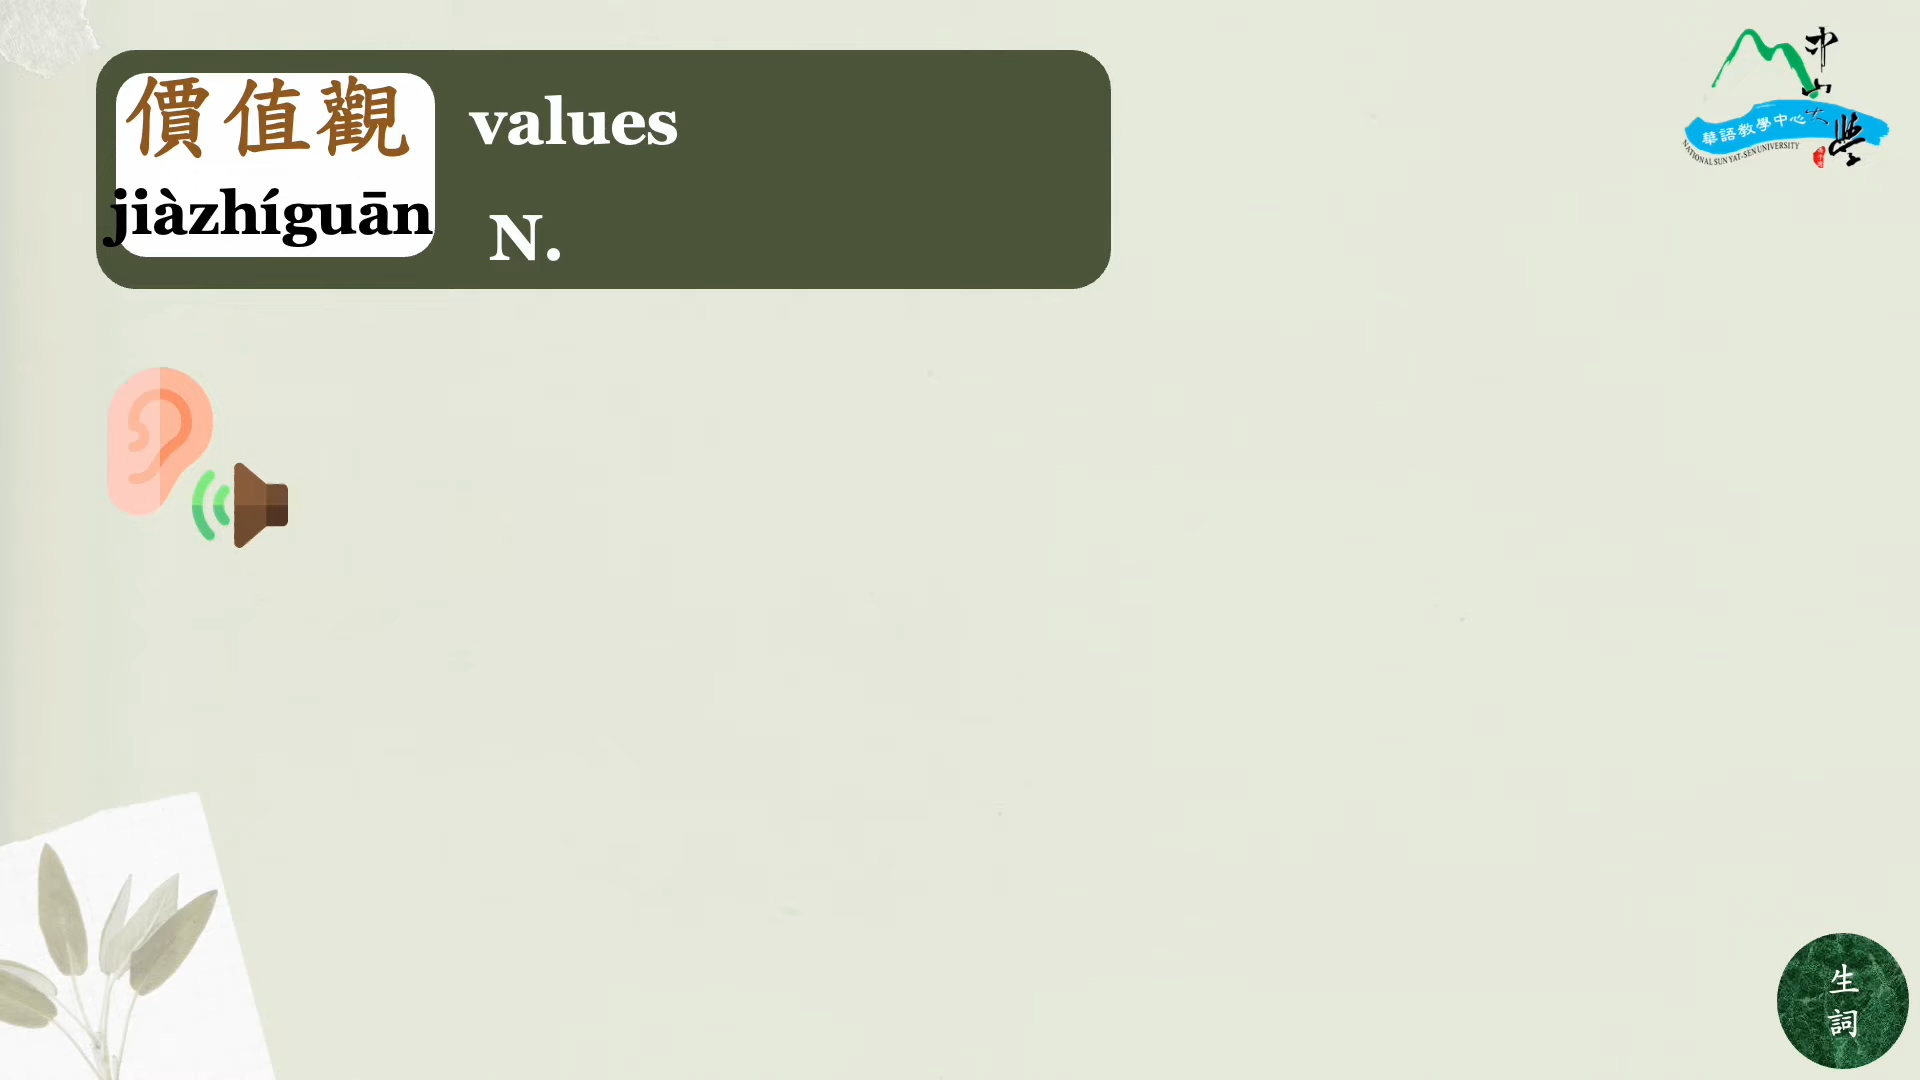 價值觀
values
jiàzhíguān
N.
中山大學
華語教學中心
NATIONAL SUN YAT-SEN UNIVERSITY
生
詞